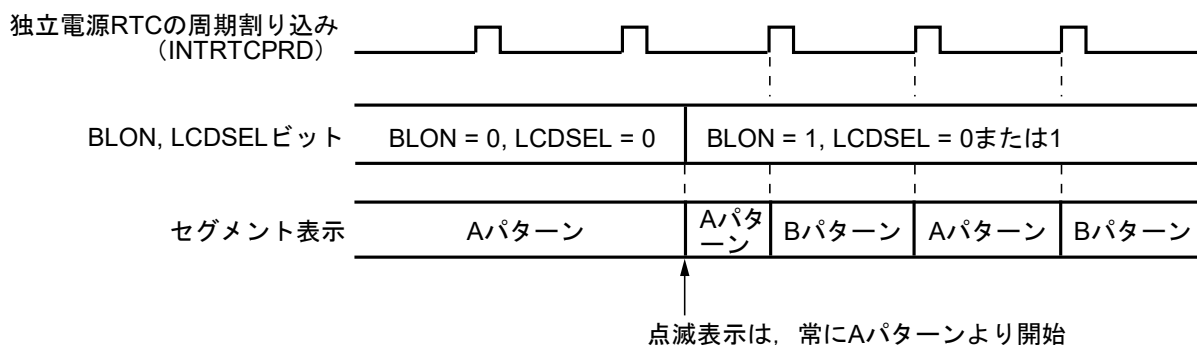 独立電源RTCの周期割り込み
（INTRTCPRD）
BLON, LCDSELビット
BLON = 0, LCDSEL = 0
BLON = 1, LCDSEL = 0または1
セグメント表示
Aパターン
Aパタ
ーン
Bパターン
Aパターン
Bパターン
点滅表示は，常にAパターンより開始